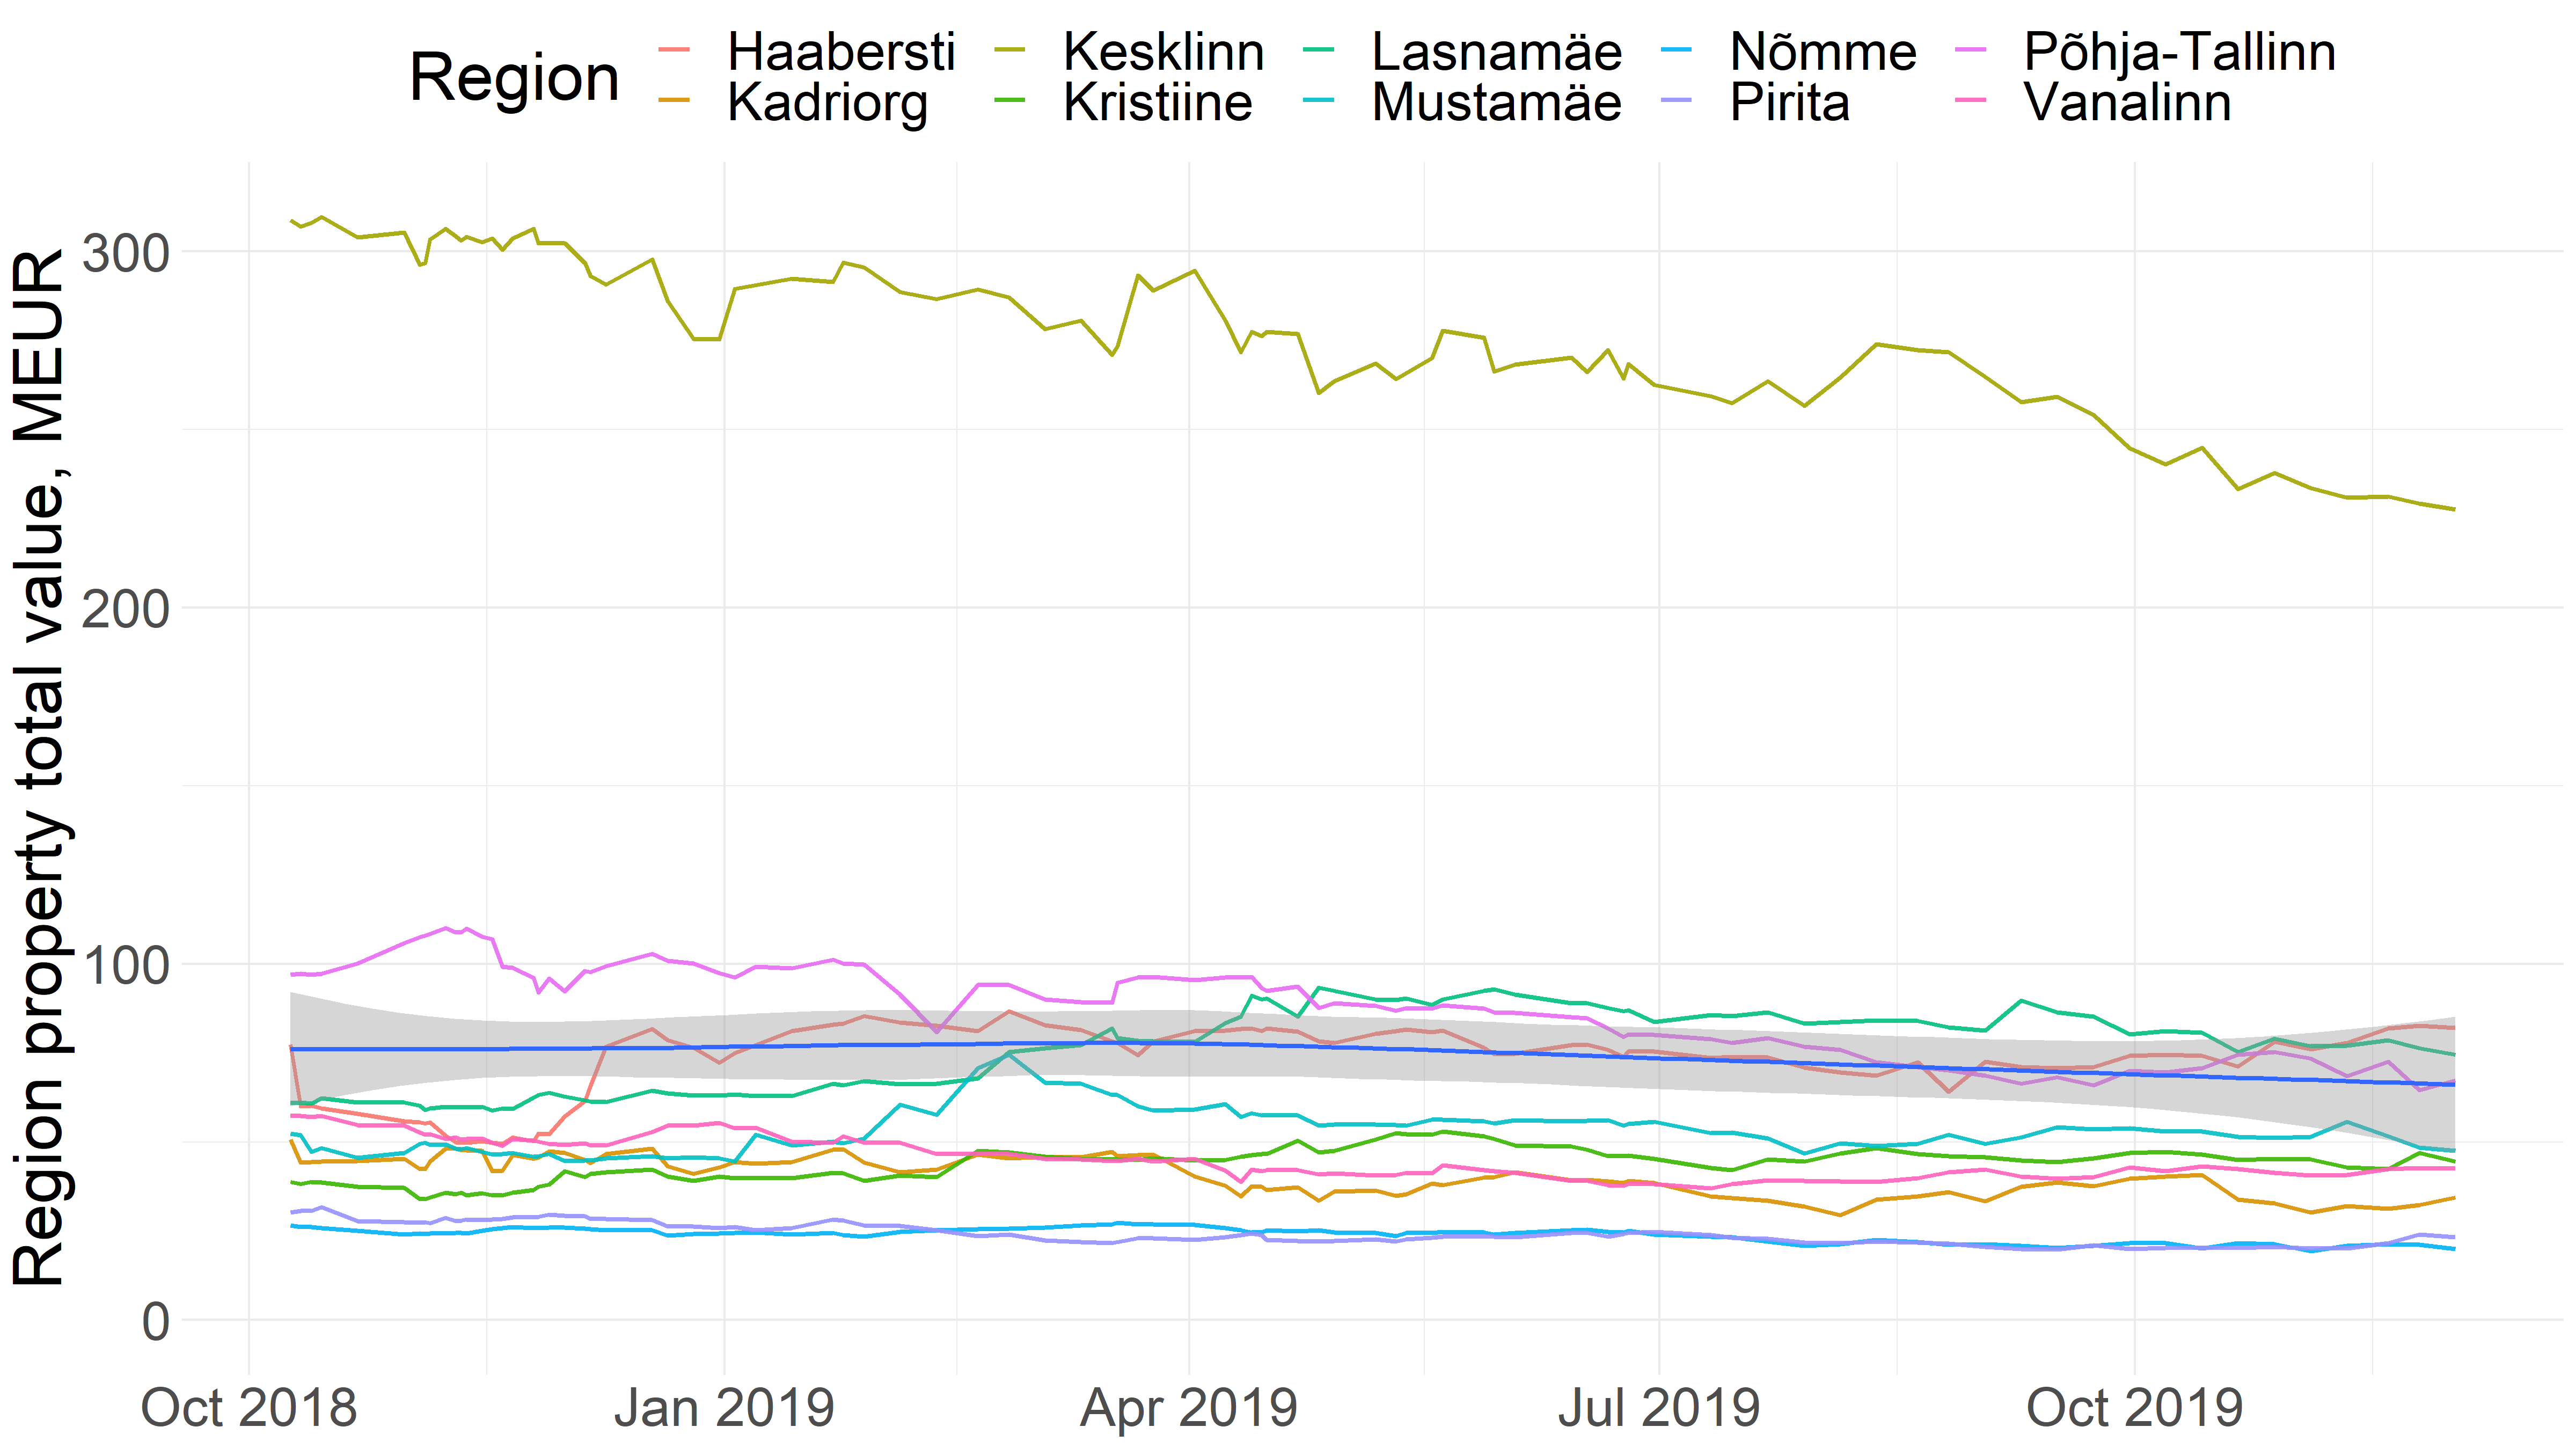 Region
Haabersti Kesklinn Lasnamäe Nõmme Põhja-Tallinn
Kadriorg Kristiine Mustamäe Pirita Vanalinn
Region property total value, MEUR
300
200
100
0
Oct 2018 Jan 2019 Apr 2019 Jul 2019 Oct 2019